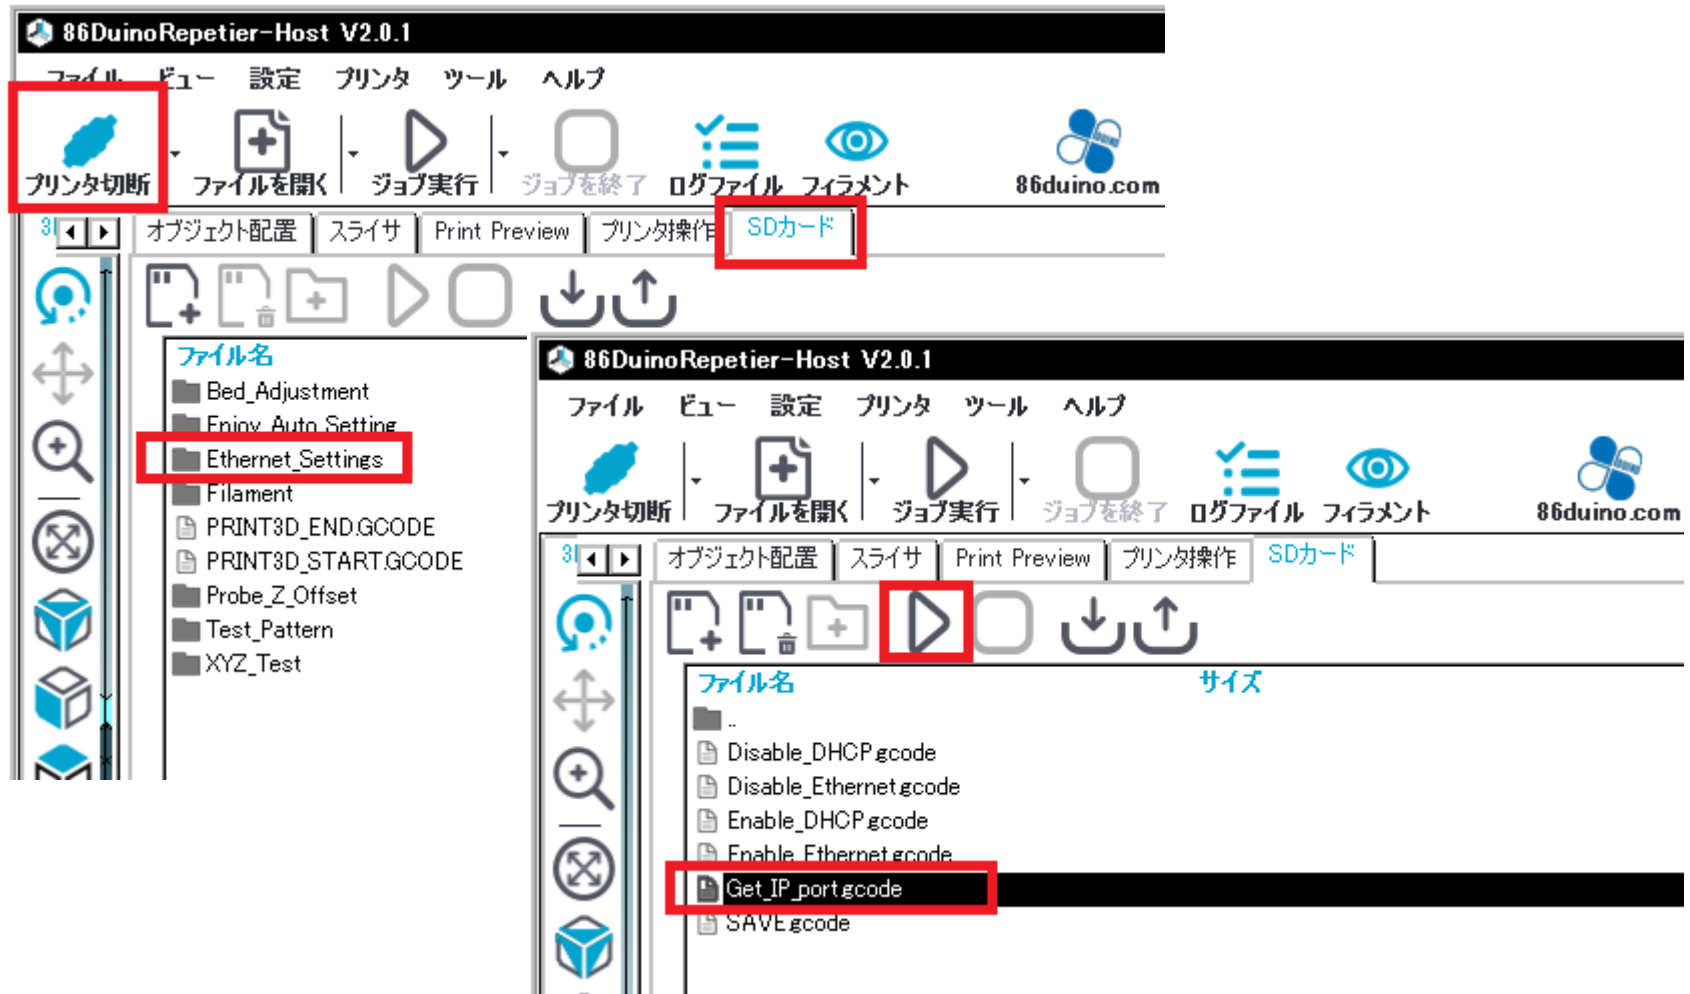 86DuinoRepetier-Host V2.0.1
ファイル ビュー 設定 プリンタ ツール ヘルプ
プリンタ切断 ファイルを開く ジョブ実行 ジョブを終了 ログファイル フィラメント 86duino.com
オブジェクト配置 スライサ Print Preview プリンタ操作 SDカード
ファイル名
Bed_Adjustment
Enjoy_Auto_Setting
Ethernet_Settings
Filament
PRINT3D_END.GCODE
PRINT3D_START.GCODE
Probe_Z_Offset
Test_Pattern
XYZ_Test
86DuinoRepetier-Host V2.0.1
ファイル ビュー 設定 プリンタ ツール ヘルプ
プリンタ切断 ファイルを開く ジョブ実行 ジョブを終了 ログファイル フィラメント 86duino.com
オブジェクト配置 スライサ Print Preview プリンタ操作 SDカード
ファイル名 サイズ
..
Disable_DHCP.gcode
Disable_Ethernet.gcode
Enable_DHCP.gcode
Enable_Ethernet.gcode
Get_IP_port.gcode
SAVE.gcode